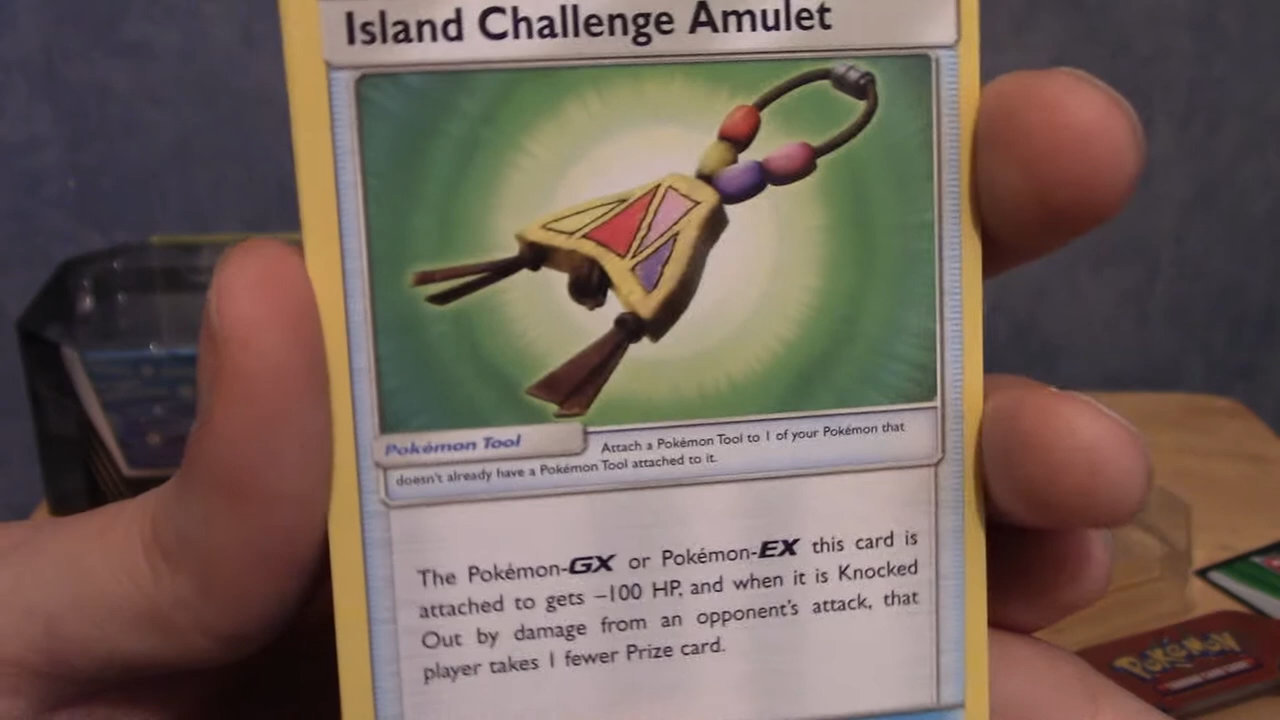 Island Challenge Amulet
Pokémon Tool
Attach a Pokémon Tool to 1 of your Pokémon that
doesn't already have a Pokémon Tool attached to it.
The Pokémon-GX or Pokémon-EX this card is
attached to gets –100 HP, and when it is Knocked
Out by damage from an opponent's attack, that
player takes 1 fewer Prize card.
POKéMON